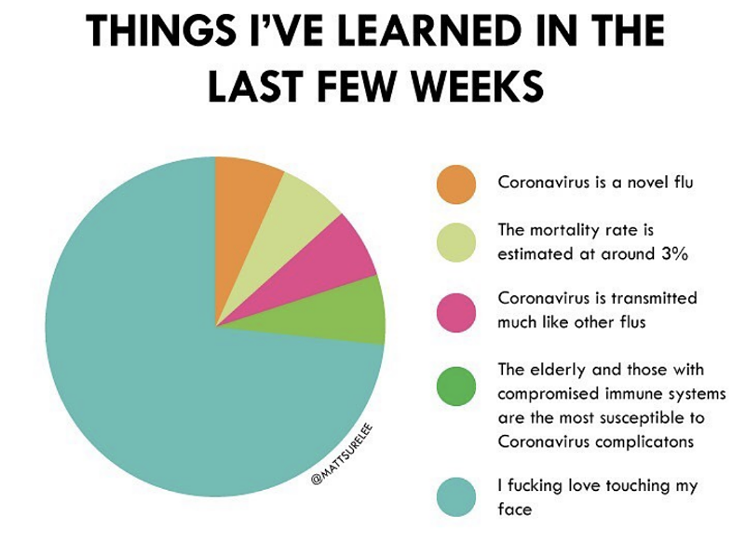 THINGS I'VE LEARNED IN THE
LAST FEW WEEKS
Coronavirus is a novel flu
The mortality rate is
estimated at around 3%
Coronavirus is transmitted
much like other flus
The elderly and those with
compromised immune systems
are the most susceptible to
Coronavirus complicatons
I fucking love touching my
face
@MATTSURELEE